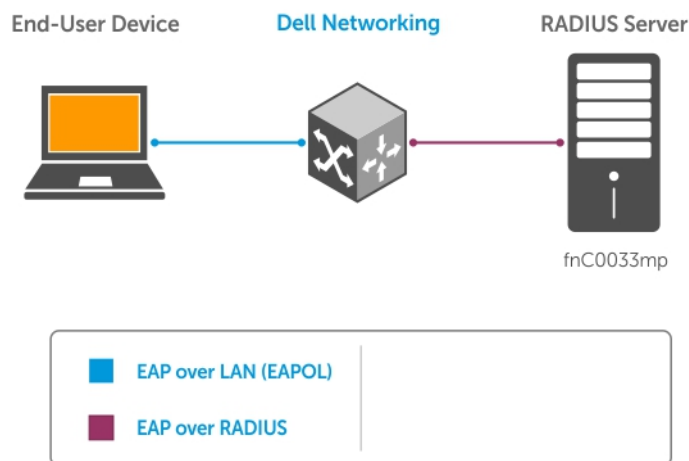 End-User Device
Dell Networking
RADIUS Server
fnC0033mp
EAP over LAN (EAPOL)
EAP over RADIUS